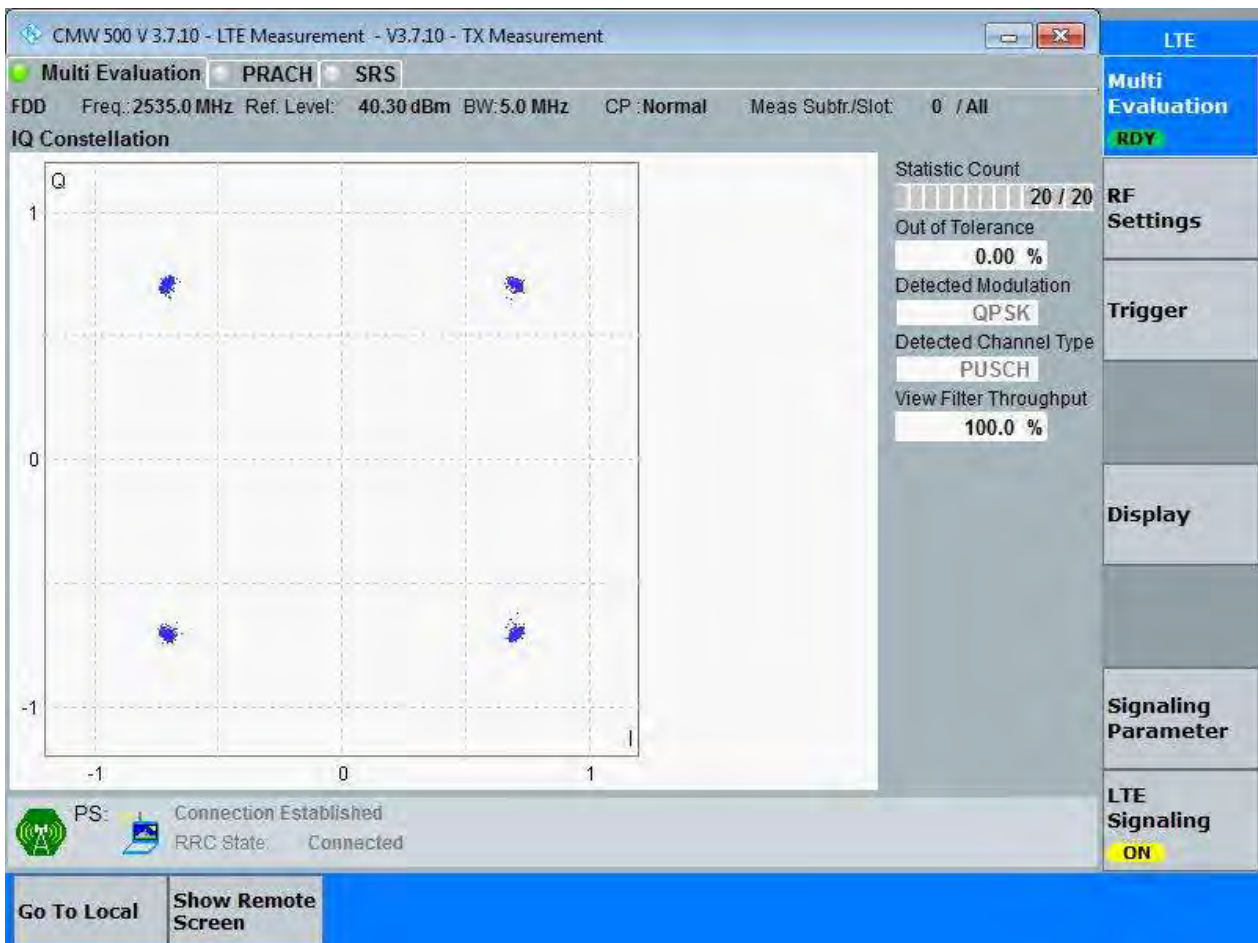 CMW 500 V 3.7.10 - LTE Measurement - V3.7.10 - TX Measurement
LTE
Multi Evaluation PRACH SRS
FDD Freq.:2535.0 MHz Ref. Level: 40.30 dBm BW:5.0 MHz CP :Normal Meas Subfr./Slot: 0 / All
IQ Constellation
Q
1
0
-1
I
-1 0 1
Statistic Count
20 / 20
Out of Tolerance
0.00 %
Detected Modulation
QPSK
Detected Channel Type
PUSCH
View Filter Throughput
100.0 %
Multi
Evaluation
RDY
RF
Settings
Trigger
Display
Signaling
Parameter
LTE
Signaling
ON
PS: Connection Established
RRC State: Connected
Go To Local
Show Remote
Screen